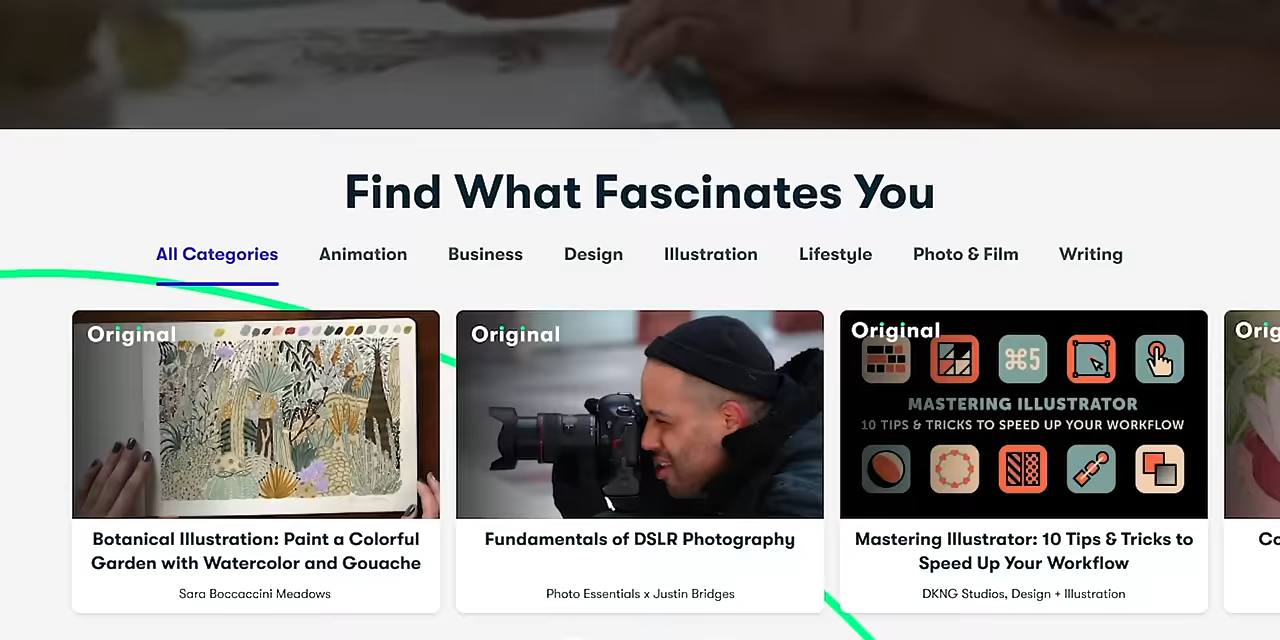 Find What Fascinates You
All Categories
Animation
Business
Design
Illustration
Lifestyle
Photo & Film
Writing
Original
Botanical Illustration: Paint a Colorful
Garden with Watercolor and Gouache
Sara Boccaccini Meadows
Original
Fundamentals of DSLR Photography
Photo Essentials x Justin Bridges
Original
⌘5
MASTERING ILLUSTRATOR
10 TIPS & TRICKS TO SPEED UP YOUR WORKFLOW
Mastering Illustrator: 10 Tips & Tricks to
Speed Up Your Workflow
DKNG Studios, Design + Illustration
Orig
Co